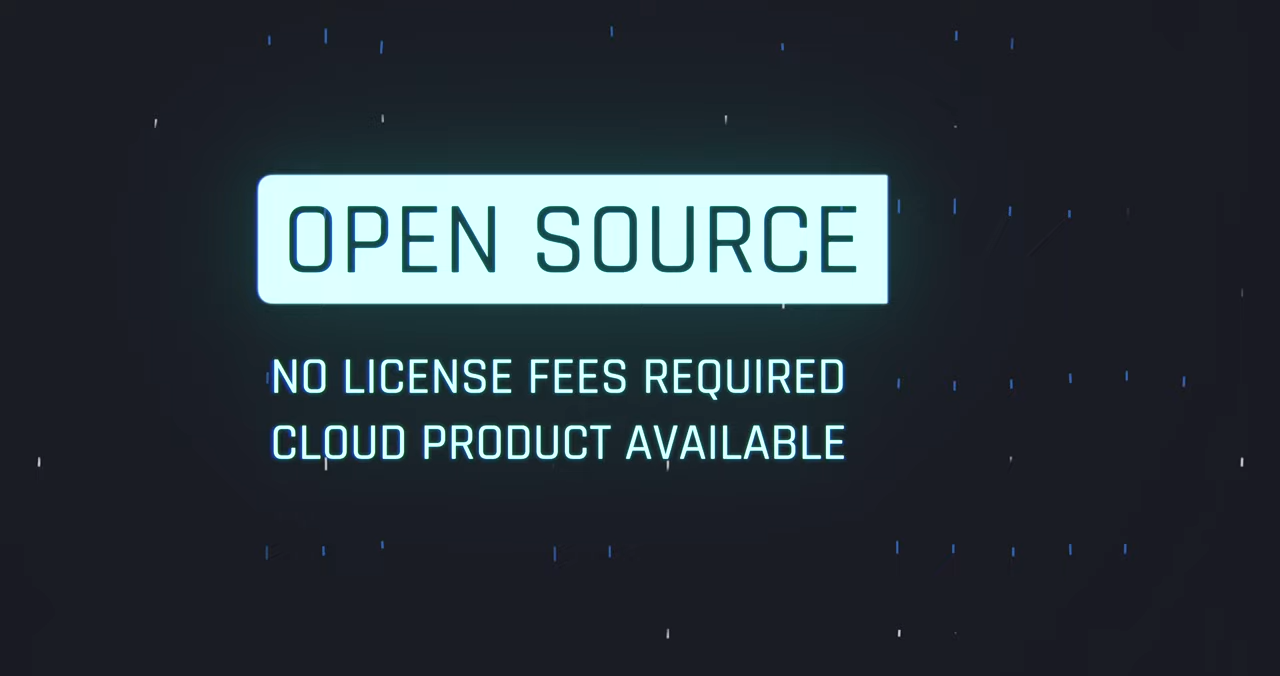 OPEN SOURCE
NO LICENSE FEES REQUIRED
CLOUD PRODUCT AVAILABLE